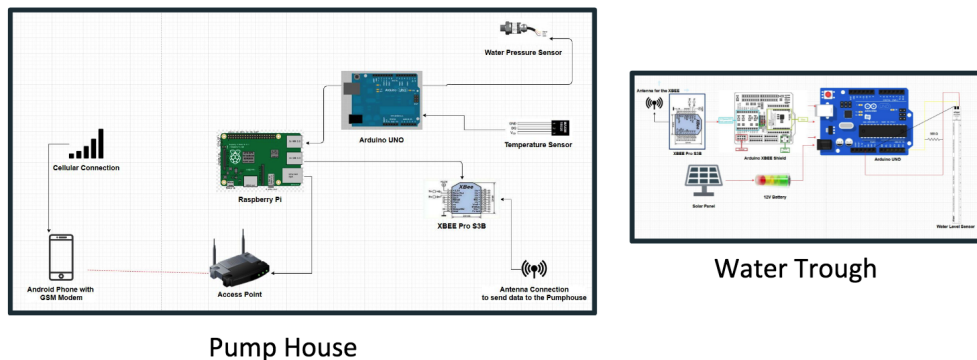 Water Pressure Sensor
Arduino UNO
Temperature Sensor
Cellular Connection
Raspberry Pi
XBee
XBEE Pro S3B
Android Phone with
GSM Modem
Access Point
Antenna Connection
to send data to the Pumphouse
Pump House
Antenna for the XBEE
XBEE Pro S3B
Arduino XBEE Shield
Arduino UNO
Solar Panel
12V Battery
Water Level Sensor
Water Trough